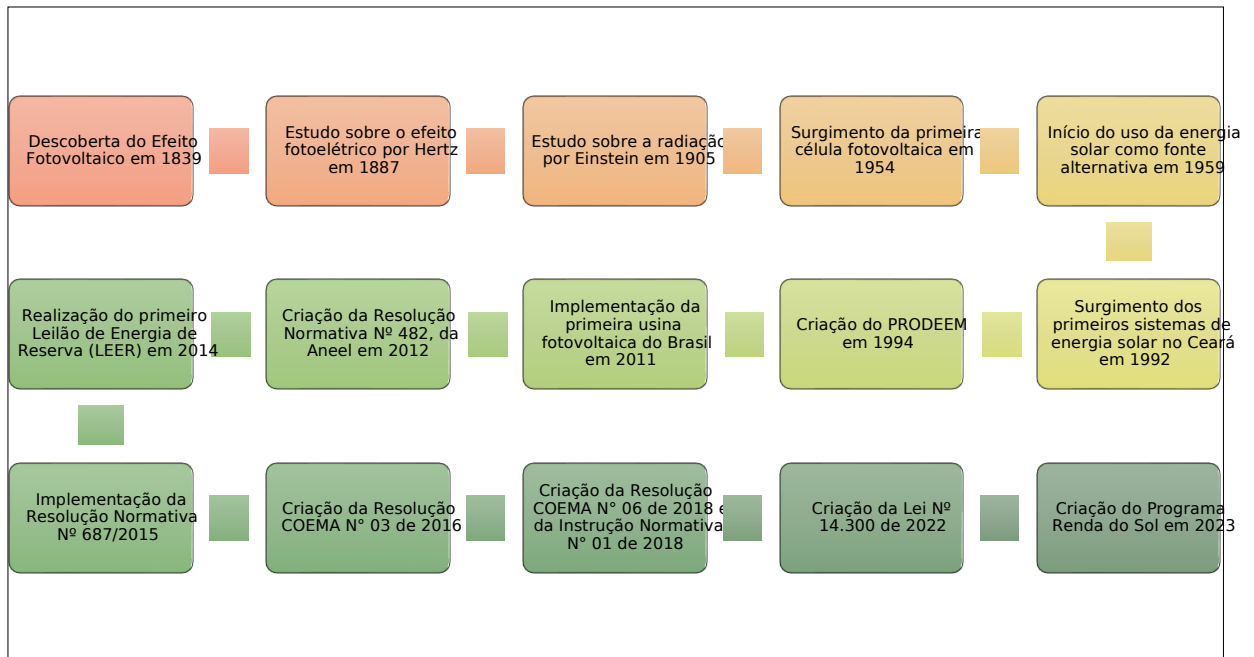 Descoberta do Efeito
Fotovoltaico em 1839
Estudo sobre o efeito
fotoelétrico por Hertz
em 1887
Estudo sobre a radiação
por Einstein em 1905
Surgimento da primeira
célula fotovoltaica em
1954
Início do uso da energia
solar como fonte
alternativa em 1959
Surgimento dos
primeiros sistemas de
energia solar no Ceará
em 1992
Criação do PRODEEM
em 1994
Implementação da
primeira usina
fotovoltaica do Brasil
em 2011
Criação da Resolução
Normativa Nº 482, da
Aneel em 2012
Realização do primeiro
Leilão de Energia de
Reserva (LEER) em 2014
Implementação da
Resolução Normativa
Nº 687/2015
Criação da Resolução
COEMA N° 03 de 2016
Criação da Resolução
COEMA N° 06 de 2018 e
da Instrução Normativa
N° 01 de 2018
Criação da Lei Nº
14.300 de 2022
Criação do Programa
Renda do Sol em 2023